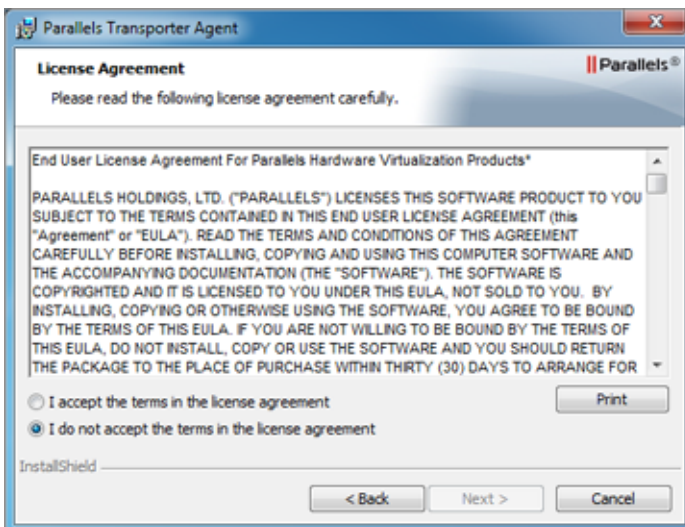 Parallels Transporter Agent
License Agreement
Parallels®
Please read the following license agreement carefully.
End User License Agreement For Parallels Hardware Virtualization Products*
PARALLELS HOLDINGS, LTD. ("PARALLELS") LICENSES THIS SOFTWARE PRODUCT TO YOU
SUBJECT TO THE TERMS CONTAINED IN THIS END USER LICENSE AGREEMENT (this
"Agreement" or "EULA"). READ THE TERMS AND CONDITIONS OF THIS AGREEMENT
CAREFULLY BEFORE INSTALLING, COPYING AND USING THIS COMPUTER SOFTWARE AND
THE ACCOMPANYING DOCUMENTATION (THE "SOFTWARE"). THE SOFTWARE IS
COPYRIGHTED AND IT IS LICENSED TO YOU UNDER THIS EULA, NOT SOLD TO YOU. BY
INSTALLING, COPYING OR OTHERWISE USING THE SOFTWARE, YOU AGREE TO BE BOUND
BY THE TERMS OF THIS EULA. IF YOU ARE NOT WILLING TO BE BOUND BY THE TERMS OF
THIS EULA, DO NOT INSTALL, COPY OR USE THE SOFTWARE AND YOU SHOULD RETURN
THE PACKAGE TO THE PLACE OF PURCHASE WITHIN THIRTY (30) DAYS TO ARRANGE FOR
I accept the terms in the license agreement
Print
I do not accept the terms in the license agreement
InstallShield
< Back
Next >
Cancel